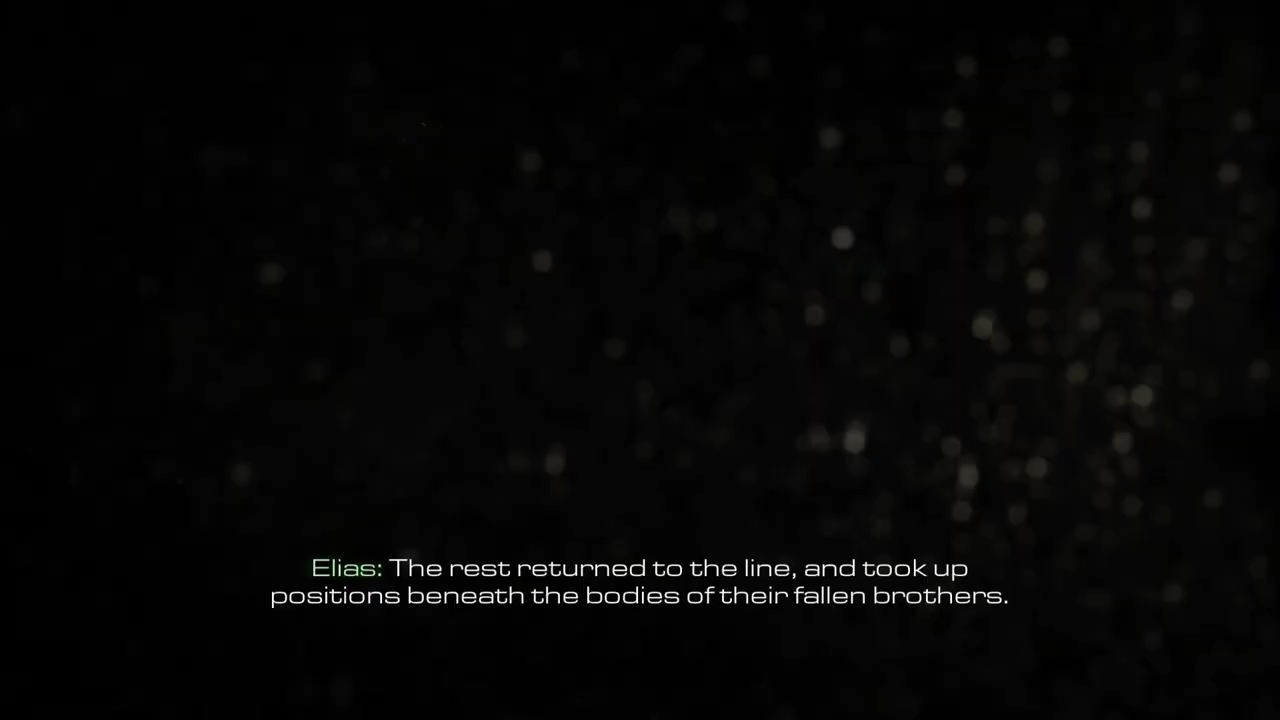 Elias: The rest returned to the line, and took up
positions beneath the bodies of their fallen brothers.